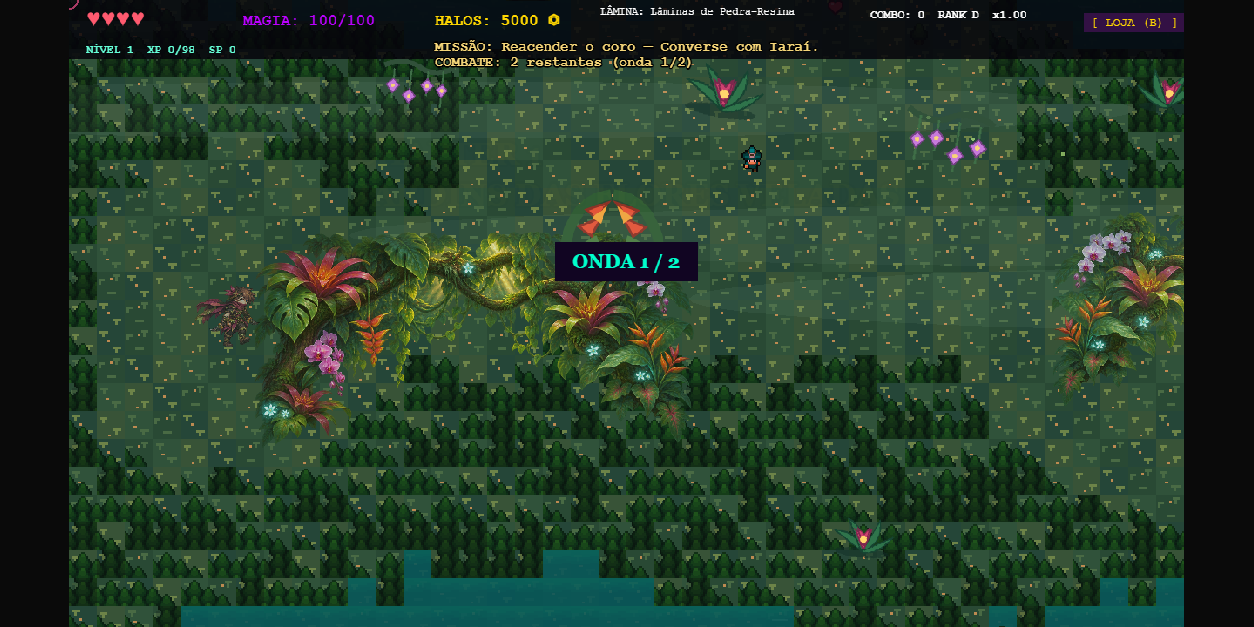 MAGIA: 100/100
HALOS: 5000
LÂMINA: Lâminas de Pedra-Resina
COMBO: 0 RANK D x1.00
[ LOJA (B) ]
NÍVEL 1 XP 0/98 SP 0
MISSÃO: Reacender o coro — Converse com Iaraí.
COMBATE: 2 restantes (onda 1/2)
ONDA 1 / 2